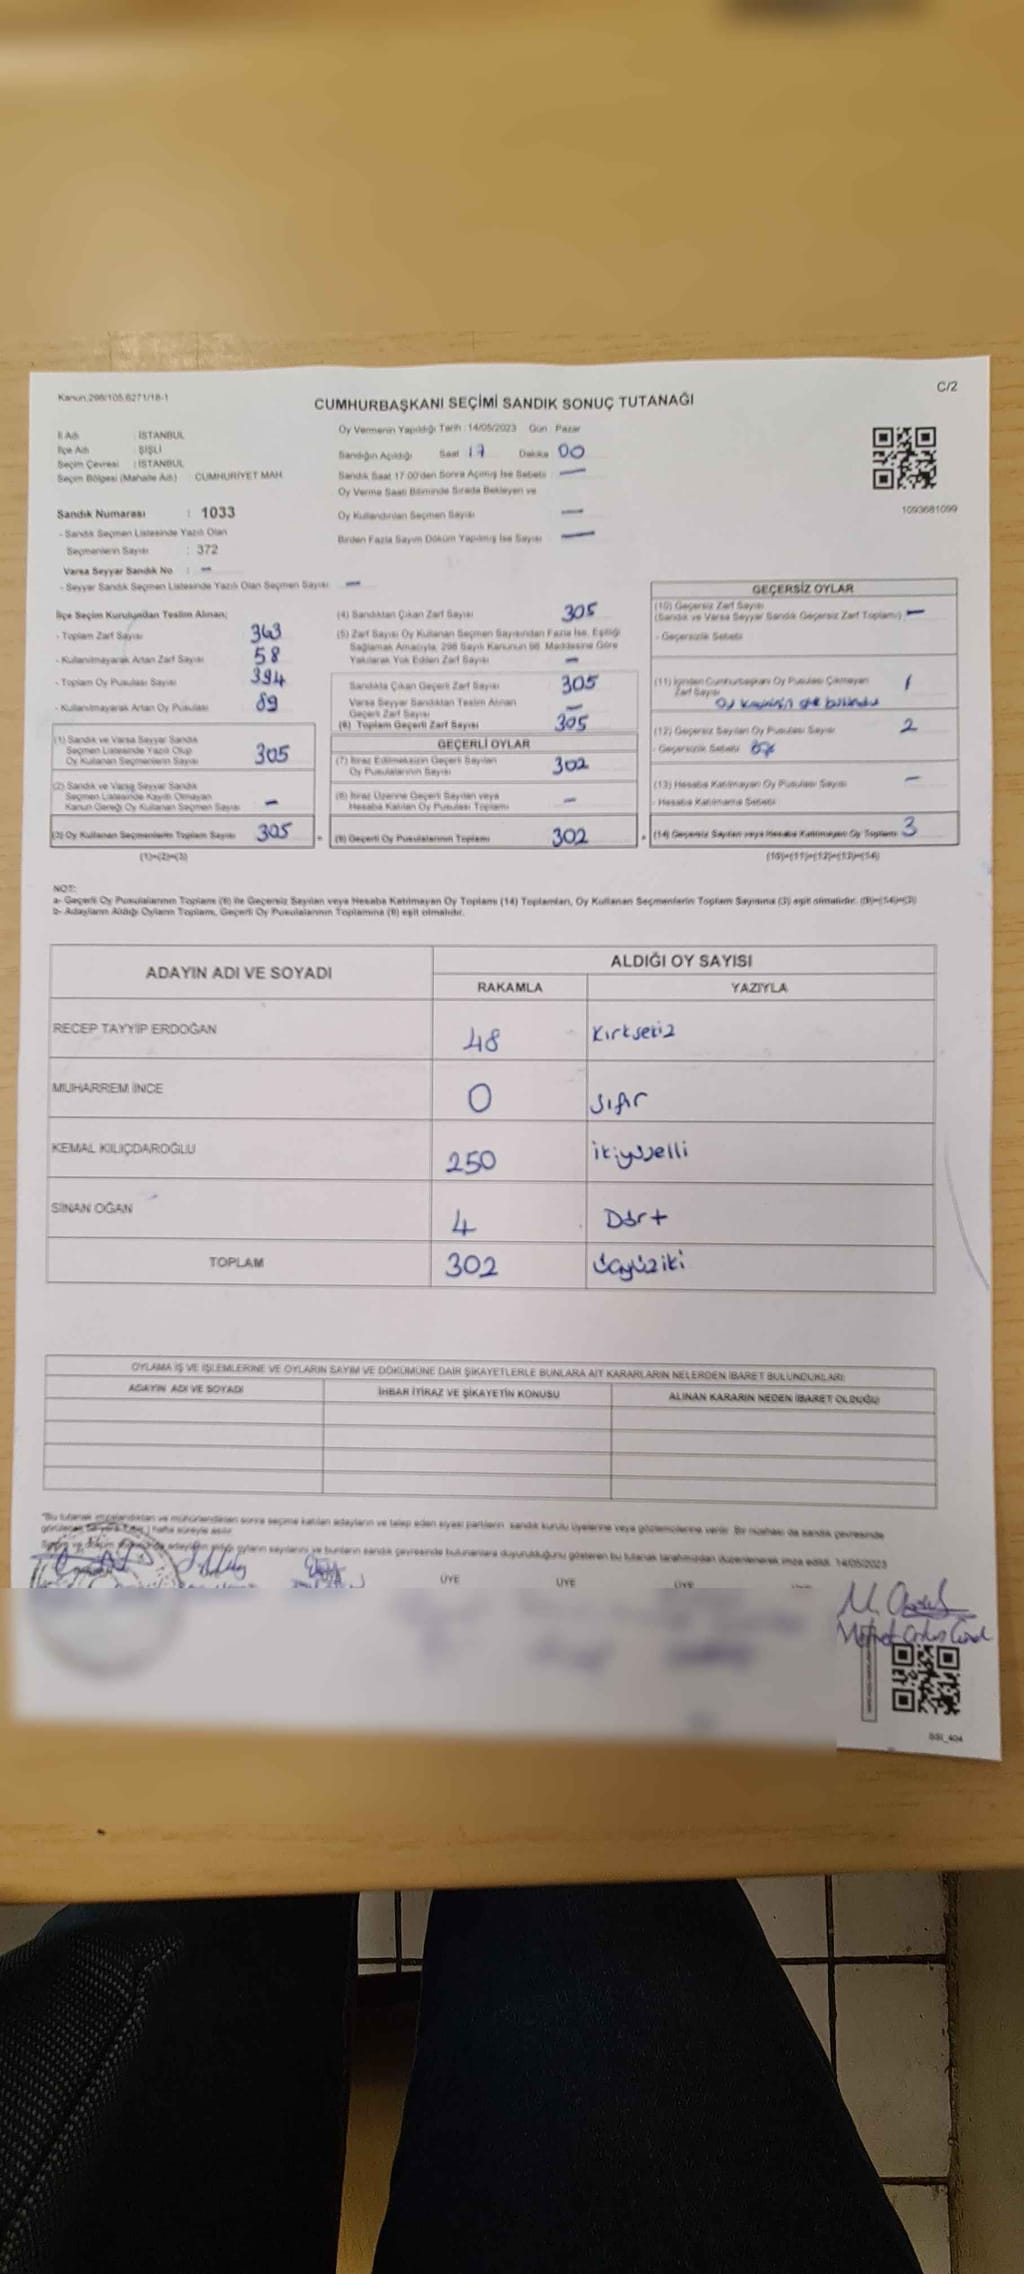 Kanun:298/105,6271/18-1
C/2
CUMHURBAŞKANI SEÇİMİ SANDIK SONUÇ TUTANAĞI
İl Adı : İSTANBUL
İlçe Adı : ŞİŞLİ
Seçim Çevresi : İSTANBUL
Seçim Bölgesi (Mahalle Adı) : CUMHURİYET MAH.
Sandık Numarası : 1033
- Sandık Seçmen Listesinde Yazılı Olan
Seçmenlerin Sayısı : 372
Varsa Seyyar Sandık No : —
- Seyyar Sandık Seçmen Listesinde Yazılı Olan Seçmen Sayısı —
Oy Vermenin Yapıldığı Tarih : 14/05/2023 Gün : Pazar
Sandığın Açıldığı Saat 17 Dakika 00
Sandık Saat 17:00'den Sonra Açılmış İse Sebebi : —
Oy Verme Saati Bitiminde Sırada Bekleyen ve
Oy Kullandırılan Seçmen Sayısı —
Birden Fazla Sayım Döküm Yapılmış İse Sayısı —
1093681099
İlçe Seçim Kurulundan Teslim Alınan;
- Toplam Zarf Sayısı 363
- Kullanılmayarak Artan Zarf Sayısı 58
- Toplam Oy Pusulası Sayısı 394
- Kullanılmayarak Artan Oy Pusulası 89
(1) Sandık ve Varsa Seyyar Sandık
Seçmen Listesinde Yazılı Olup
Oy Kullanan Seçmenlerin Sayısı 305
(2) Sandık ve Varsa Seyyar Sandık
Seçmen Listesinde Kayıtlı Olmayan
Kanun Gereği Oy Kullanan Seçmen Sayısı —
(3) Oy Kullanan Seçmenlerin Toplam Sayısı 305
(1)+(2)=(3)
(4) Sandıktan Çıkan Zarf Sayısı 305
(5) Zarf Sayısı Oy Kullanan Seçmen Sayısından Fazla İse, Eşitliği
Sağlamak Amacıyla, 298 Sayılı Kanunun 98. Maddesine Göre
Yakılarak Yok Edilen Zarf Sayısı —
Sandıkta Çıkan Geçerli Zarf Sayısı 305
Varsa Seyyar Sandıktan Teslim Alınan
Geçerli Zarf Sayısı —
(6) Toplam Geçerli Zarf Sayısı 305
GEÇERLİ OYLAR
(7) İtiraz Edilmeksizin Geçerli Sayılan
Oy Pusulalarının Sayısı 302
(8) İtiraz Üzerine Geçerli Sayılan veya
Hesaba Katılan Oy Pusulası Toplamı —
(9) Geçerli Oy Pusulalarının Toplamı 302
GEÇERSİZ OYLAR
(10) Geçersiz Zarf Sayısı
(Sandık ve Varsa Seyyar Sandık Geçersiz Zarf Toplamı) —
- Geçersizlik Sebebi
(11) İçinden Cumhurbaşkanı Oy Pusulası Çıkmayan
Zarf Sayısı 1
(12) Geçersiz Sayılan Oy Pusulası Sayısı 2
- Geçersizlik Sebebi
(13) Hesaba Katılmayan Oy Pusulası Sayısı —
- Hesaba Katılmama Sebebi
(14) Geçersiz Sayılan veya Hesaba Katılmayan Oy Toplamı 3
(10)+(11)+(12)+(13)=(14)
NOT:
a- Geçerli Oy Pusulalarının Toplamı (9) ile Geçersiz Sayılan veya Hesaba Katılmayan Oy Toplamı (14) Toplamları, Oy Kullanan Seçmenlerin Toplam Sayısına (3) eşit olmalıdır. (9)+(14)=(3)
b- Adayların Aldığı Oyların Toplamı, Geçerli Oy Pusulalarının Toplamına (9) eşit olmalıdır.
ADAYIN ADI VE SOYADI
ALDIĞI OY SAYISI
RAKAMLA YAZIYLA
RECEP TAYYİP ERDOĞAN 48 Kırksekiz
MUHARREM İNCE 0 sıfır
KEMAL KILIÇDAROĞLU 250 ikiyüzelli
SİNAN OĞAN 4 Dört
TOPLAM 302 üçyüziki
OYLAMA İŞ VE İŞLEMLERİNE VE OYLARIN SAYIM VE DÖKÜMÜNE DAİR ŞİKAYETLERLE BUNLARA AİT KARARLARIN NELERDEN İBARET BULUNDUKLARI
ADAYIN ADI VE SOYADI İHBAR İTİRAZ VE ŞİKAYETİN KONUSU ALINAN KARARIN NEDEN İBARET OLDUĞU
*Bu tutanak imzalandıktan ve mühürlendikten sonra seçime katılan adayların ve talep eden siyasi partilerin sandık kurulu üyelerine veya gözlemcilerine verilir. Bir nüshası da sandık çevresinde
hafta süreyle asılır.
oyların sayılarını ve bunların sandık çevresinde bulunanlara duyurulduğunu gösteren bu tutanak tarafımızdan düzenlenerek imza edildi. 14/05/2023
ÜYE ÜYE ÜYE
SSI_404